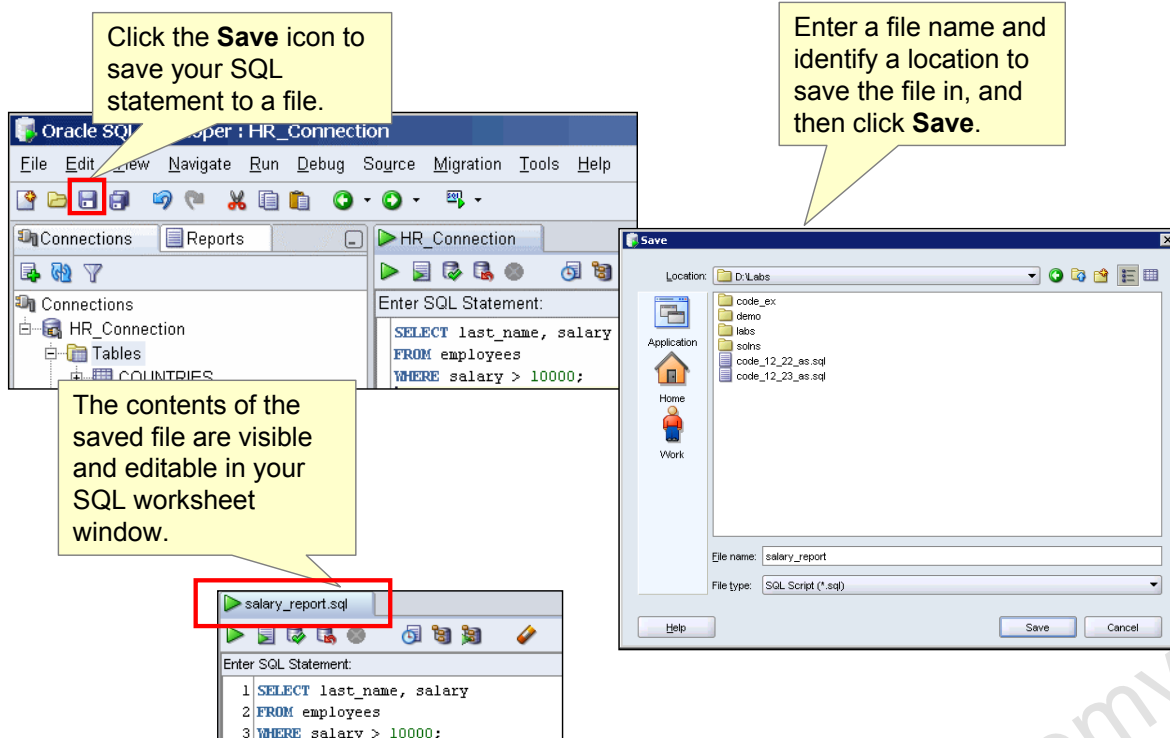 Click the Save icon to
save your SQL
statement to a file.
Enter a file name and
identify a location to
save the file in, and
then click Save.
Oracle SQL : HR_Connection
File Edit Navigate Run Debug Source Migration Tools Help
Connections Reports HR_Connection
Connections
HR_Connection
Tables
COUNTRIES
Enter SQL Statement:
SELECT last_name, salary
FROM employees
WHERE salary > 10000;
The contents of the
saved file are visible
and editable in your
SQL worksheet
window.
Save
Location: D:\Labs
Application
Home
Work
code_ex
demo
labs
solns
code_12_22_as.sql
code_12_23_as.sql
File name: salary_report
File type: SQL Script (*.sql)
Help Save Cancel
salary_report.sql
Enter SQL Statement:
1 SELECT last_name, salary
2 FROM employees
3 WHERE salary > 10000;